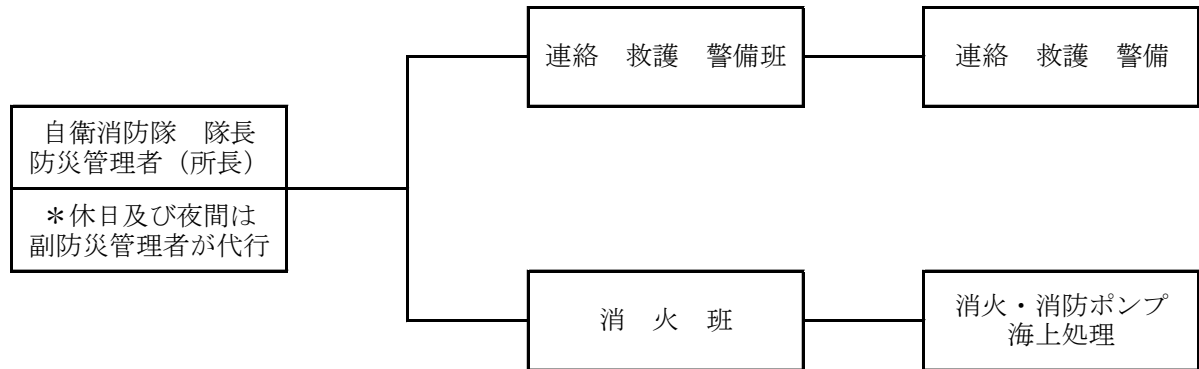 連絡　救護　警備班
連絡　救護　警備
自衛消防隊　隊長
防災管理者（所長）
＊休日及び夜間は
副防災管理者が代行
消　火　班
消火・消防ポンプ
海上処理